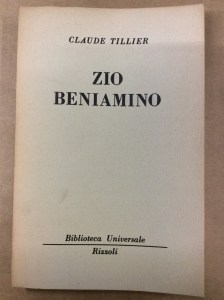 CLAUDE TILLIER
ZIO
BENIAMINO
Biblioteca Universale
Rizzoli